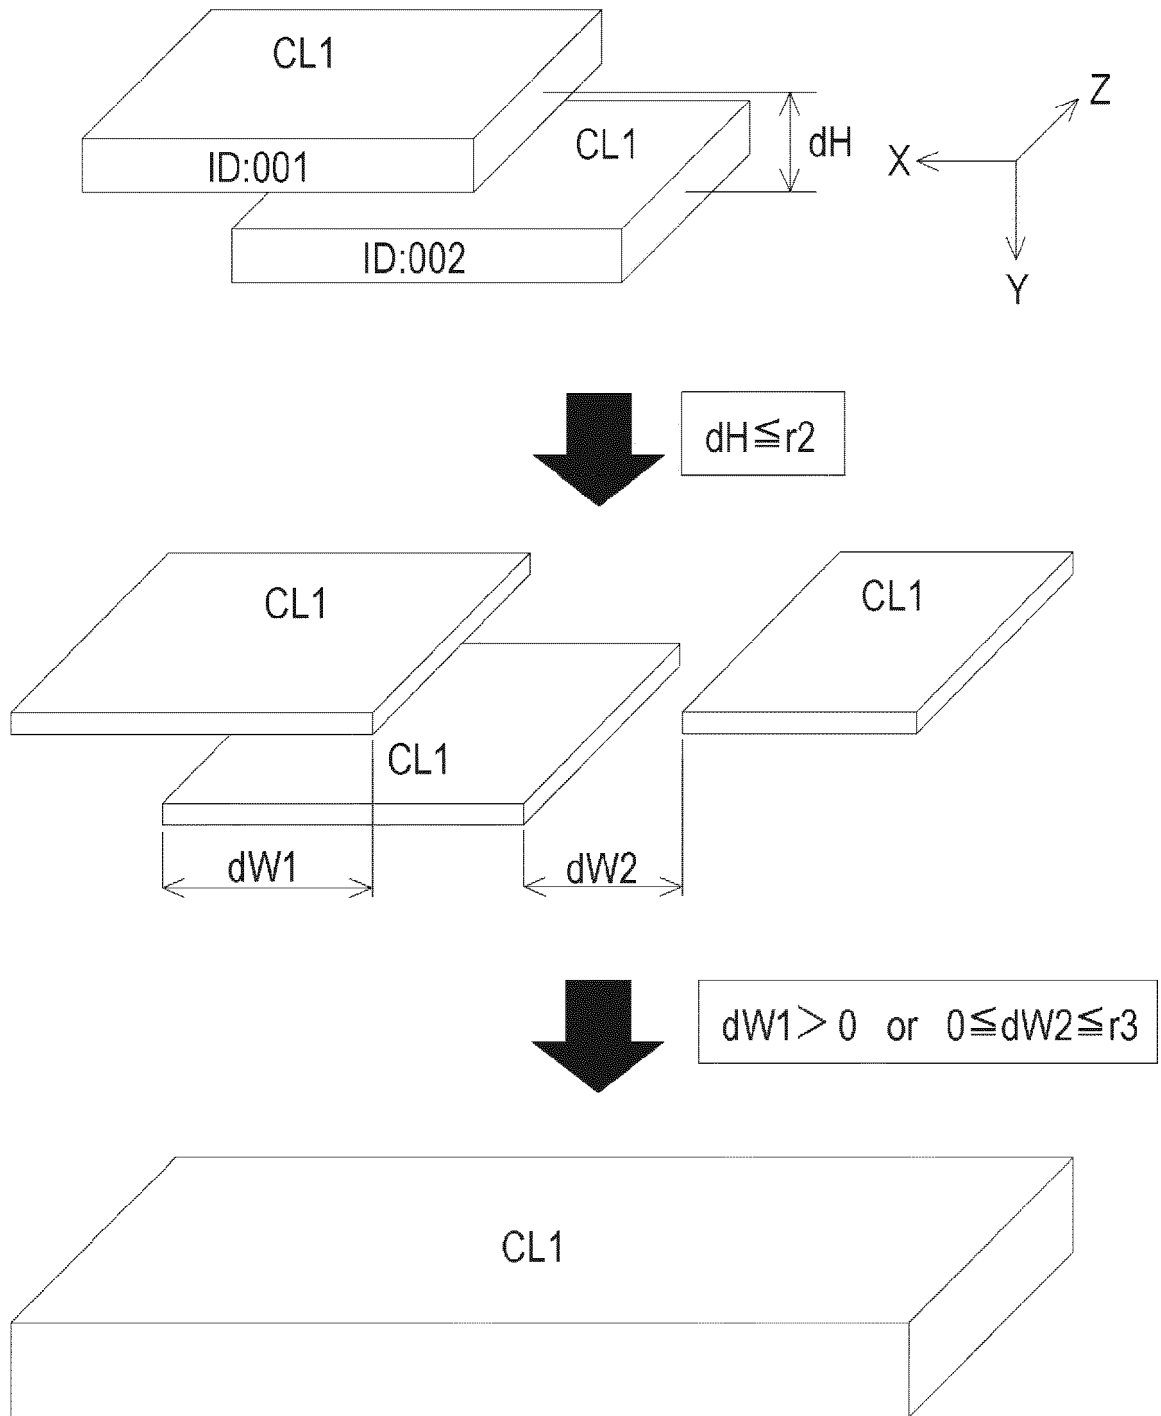 CL1
ID:001
CL1
ID:002
dH
Z
X
Y
dH≦r2
CL1
CL1
CL1
dW1
dW2
dW1>0 or 0≦dW2≦r3
CL1